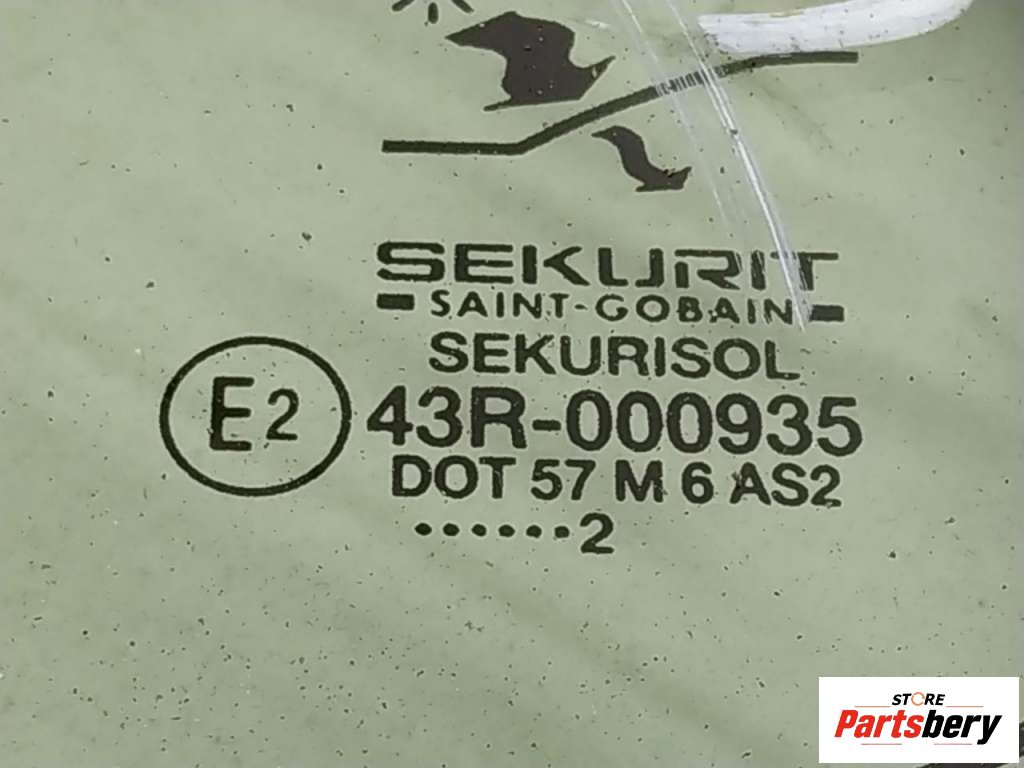 SEKURIT
SAINT-GOBAIN
SEKURISOL
E2
43R-000935
DOT 57 M 6 AS2
······2
STORE
Partsbery